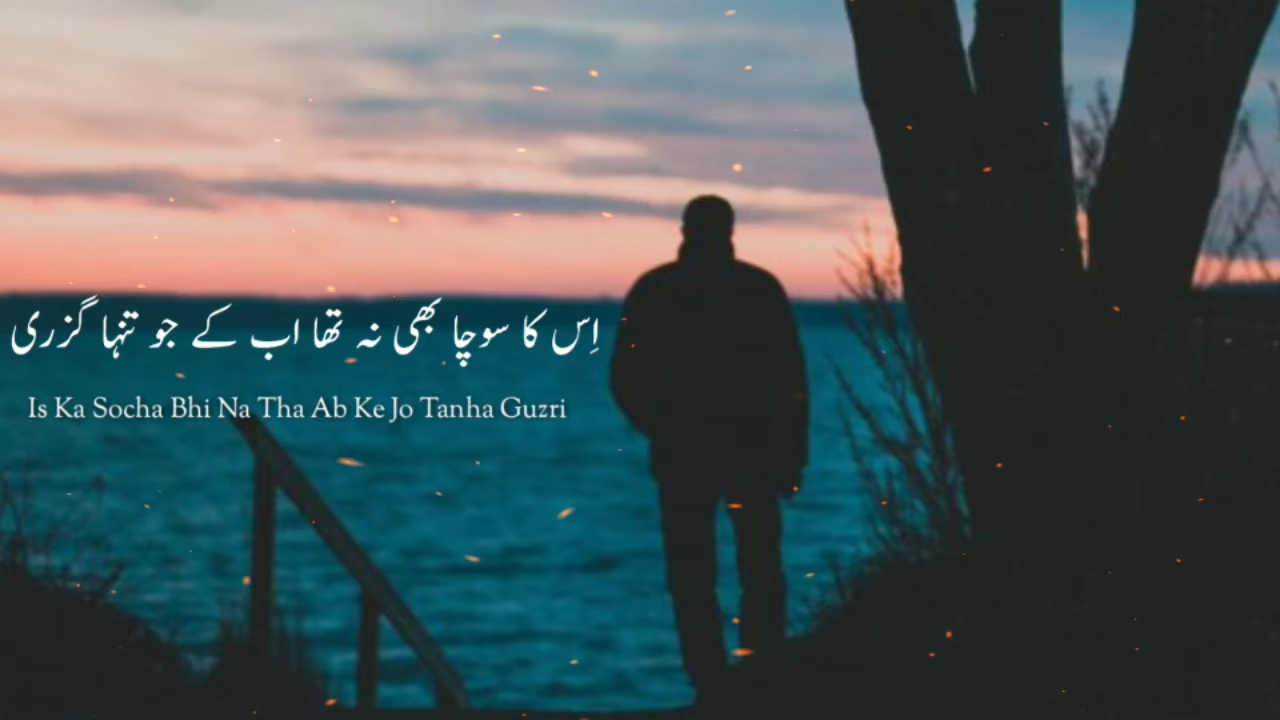 اِس کا سوچا بھی نہ تھا اب کے جو تنہا گزری
Is Ka Socha Bhi Na Tha Ab Ke Jo Tanha Guzri